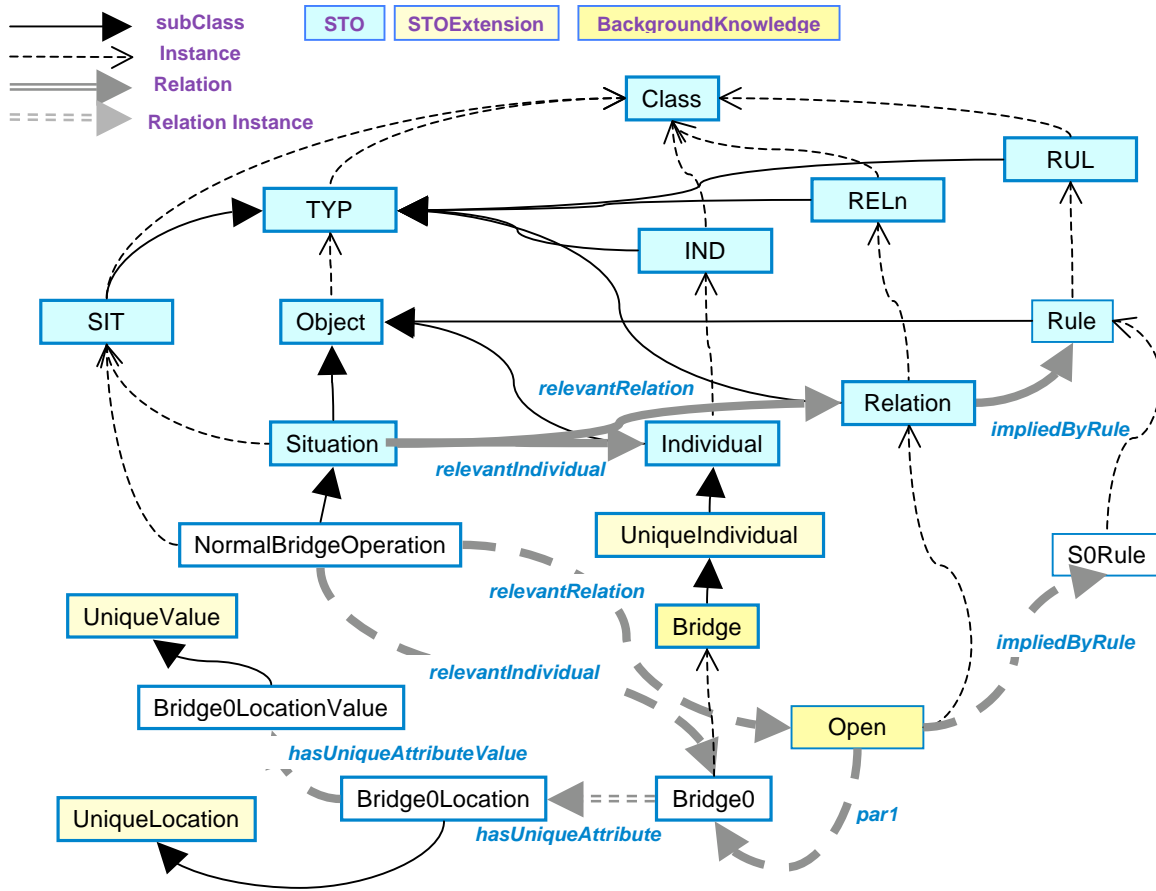 subClass
STO
STOExtension
BackgroundKnowledge
Instance
Relation
Relation Instance
Class
RUL
TYP
RELn
IND
SIT
Object
Rule
relevantRelation
Relation
Situation
Individual
impliedByRule
relevantIndividual
NormalBridgeOperation
UniqueIndividual
S0Rule
relevantRelation
UniqueValue
Bridge
impliedByRule
relevantIndividual
Bridge0LocationValue
Open
hasUniqueAttributeValue
Bridge0Location
Bridge0
UniqueLocation
hasUniqueAttribute
par1